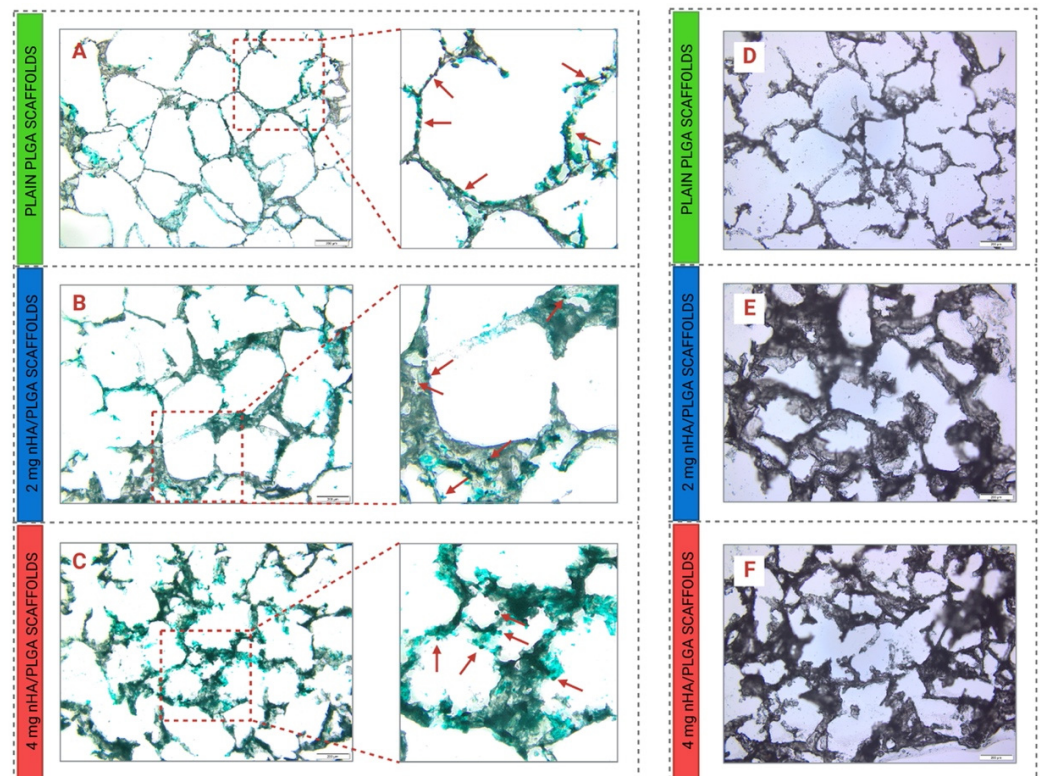 PLAIN PLGA SCAFFOLDS
A
2 mg nHA/PLGA SCAFFOLDS
B
4 mg nHA/PLGA SCAFFOLDS
C
PLAIN PLGA SCAFFOLDS
D
2 mg nHA/PLGA SCAFFOLDS
E
4 mg nHA/PLGA SCAFFOLDS
F